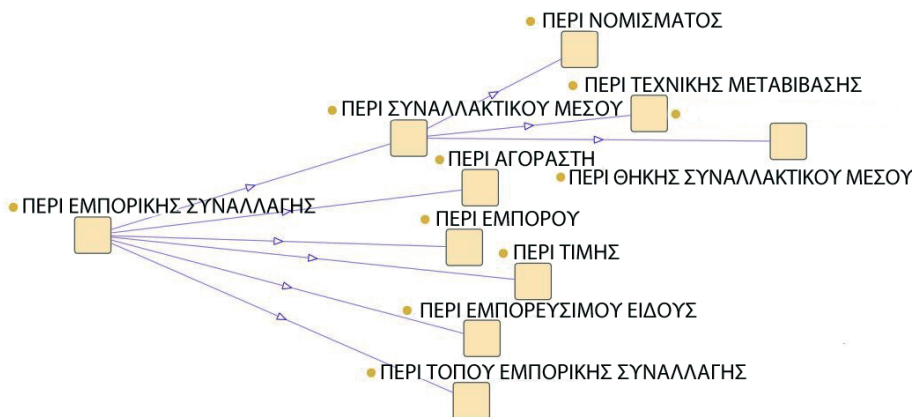 ΠΕΡΙ ΝΟΜΙΣΜΑΤΟΣ
ΠΕΡΙ ΤΕΧΝΙΚΗΣ ΜΕΤΑΒΙΒΑΣΗΣ
ΠΕΡΙ ΣΥΝΑΛΛΑΚΤΙΚΟΥ ΜΕΣΟΥ
ΠΕΡΙ ΑΓΟΡΑΣΤΗ
ΠΕΡΙ ΘΗΚΗΣ ΣΥΝΑΛΛΑΚΤΙΚΟΥ ΜΕΣΟΥ
ΠΕΡΙ ΕΜΠΟΡΙΚΗΣ ΣΥΝΑΛΛΑΓΗΣ
ΠΕΡΙ ΕΜΠΟΡΟΥ
ΠΕΡΙ ΤΙΜΗΣ
ΠΕΡΙ ΕΜΠΟΡΕΥΣΙΜΟΥ ΕΙΔΟΥΣ
ΠΕΡΙ ΤΟΠΟΥ ΕΜΠΟΡΙΚΗΣ ΣΥΝΑΛΛΑΓΗΣ